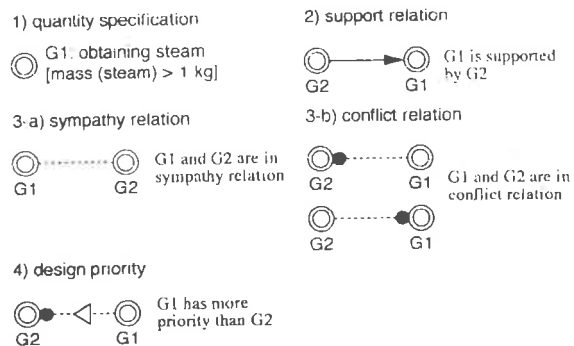 1) quantity specification
G1: obtaining steam
[mass (steam) > 1 kg]
2) support relation
G2
G1
G1 is supported
by G2
3-a) sympathy relation
G1
G2
G1 and G2 are in
sympathy relation
3-b) conflict relation
G2
G1
G2
G1
G1 and G2 are in
conflict relation
4) design priority
G2
G1
G1 has more
priority than G2